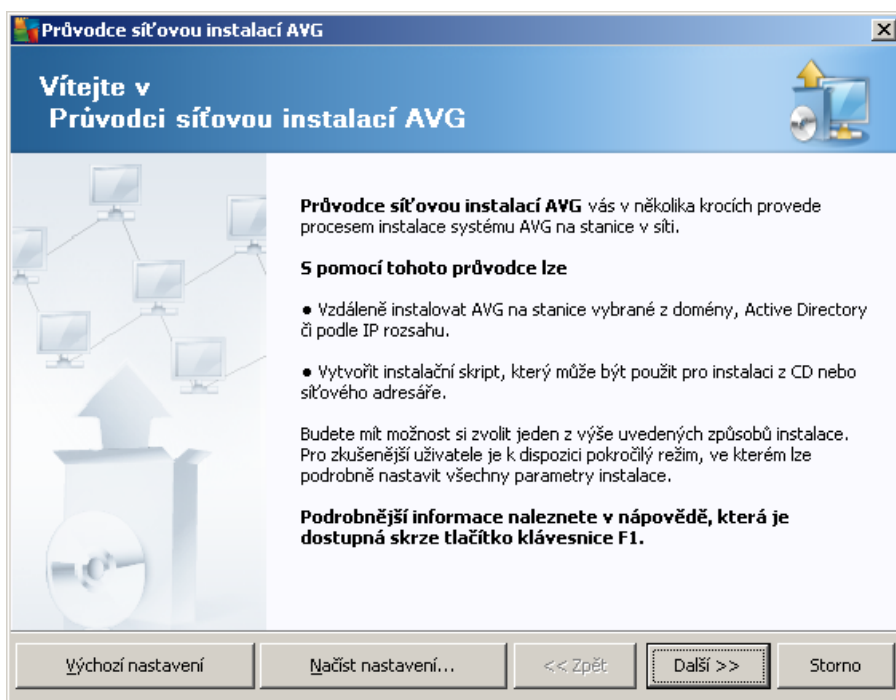 Průvodce síťovou instalací AVG
Vítejte v
Průvodci síťovou instalací AVG
Průvodce síťovou instalací AVG vás v několika krocích provede
procesem instalace systému AVG na stanice v síti.
S pomocí tohoto průvodce lze
● Vzdáleně instalovat AVG na stanice vybrané z domény, Active Directory
či podle IP rozsahu.
● Vytvořit instalační skript, který může být použit pro instalaci z CD nebo
síťového adresáře.
Budete mít možnost si zvolit jeden z výše uvedených způsobů instalace.
Pro zkušenější uživatele je k dispozici pokročilý režim, ve kterém lze
podrobně nastavit všechny parametry instalace.
Podrobnější informace naleznete v nápovědě, která je
dostupná skrze tlačítko klávesnice F1.
Výchozí nastavení
Načíst nastavení...
<< Zpět
Další >>
Storno